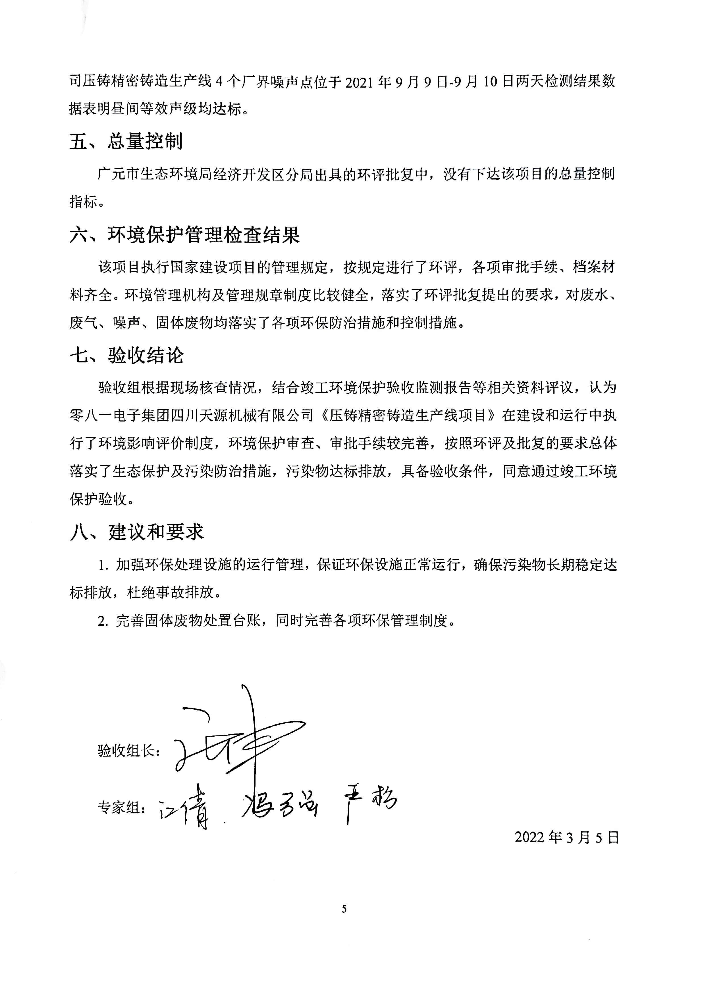 司压铸精密铸造生产线 4 个厂界噪声点位于 2021 年 9 月 9 日-9 月 10 日两天检测结果数
据表明昼间等效声级均达标。
五、总量控制
广元市生态环境局经济开发区分局出具的环评批复中，没有下达该项目的总量控制
指标。
六、环境保护管理检查结果
该项目执行国家建设项目的管理规定，按规定进行了环评，各项审批手续、档案材
料齐全。环境管理机构及管理规章制度比较健全，落实了环评批复提出的要求，对废水、
废气、噪声、固体废物均落实了各项环保防治措施和控制措施。
七、验收结论
验收组根据现场核查情况，结合竣工环境保护验收监测报告等相关资料评议，认为
零八一电子集团四川天源机械有限公司《压铸精密铸造生产线项目》在建设和运行中执
行了环境影响评价制度，环境保护审查、审批手续较完善，按照环评及批复的要求总体
落实了生态保护及污染防治措施，污染物达标排放，具备验收条件，同意通过竣工环境
保护验收。
八、建议和要求
1. 加强环保处理设施的运行管理，保证环保设施正常运行，确保污染物长期稳定达
标排放，杜绝事故排放。
2. 完善固体废物处置台账，同时完善各项环保管理制度。
验收组长：
专家组：江倩 严松
2022 年 3 月 5 日
5